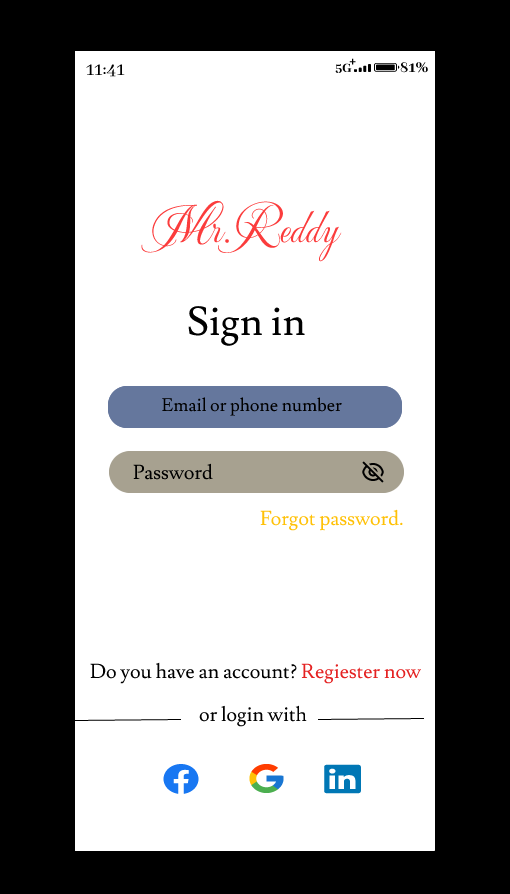 11:41 5G+ 81%
Mr.Reddy
Sign in
Email or phone number
Password
Forgot password.
Do you have an account? Regiester now
or login with
f G in